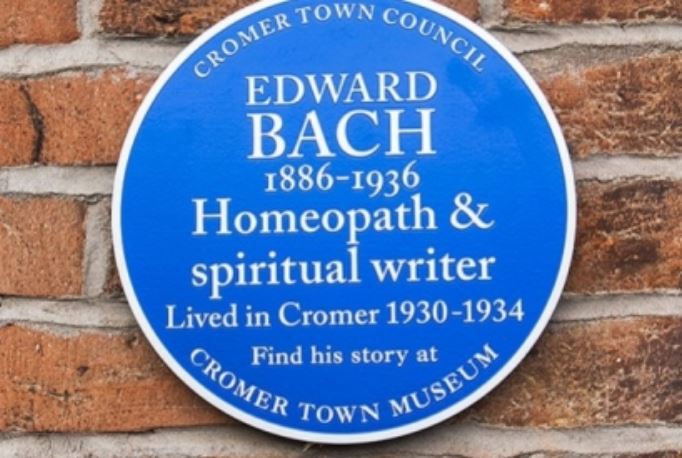 CROMER TOWN COUNCIL
EDWARD
BACH
1886-1936
Homeopath &
spiritual writer
Lived in Cromer 1930-1934
Find his story at
CROMER TOWN MUSEUM